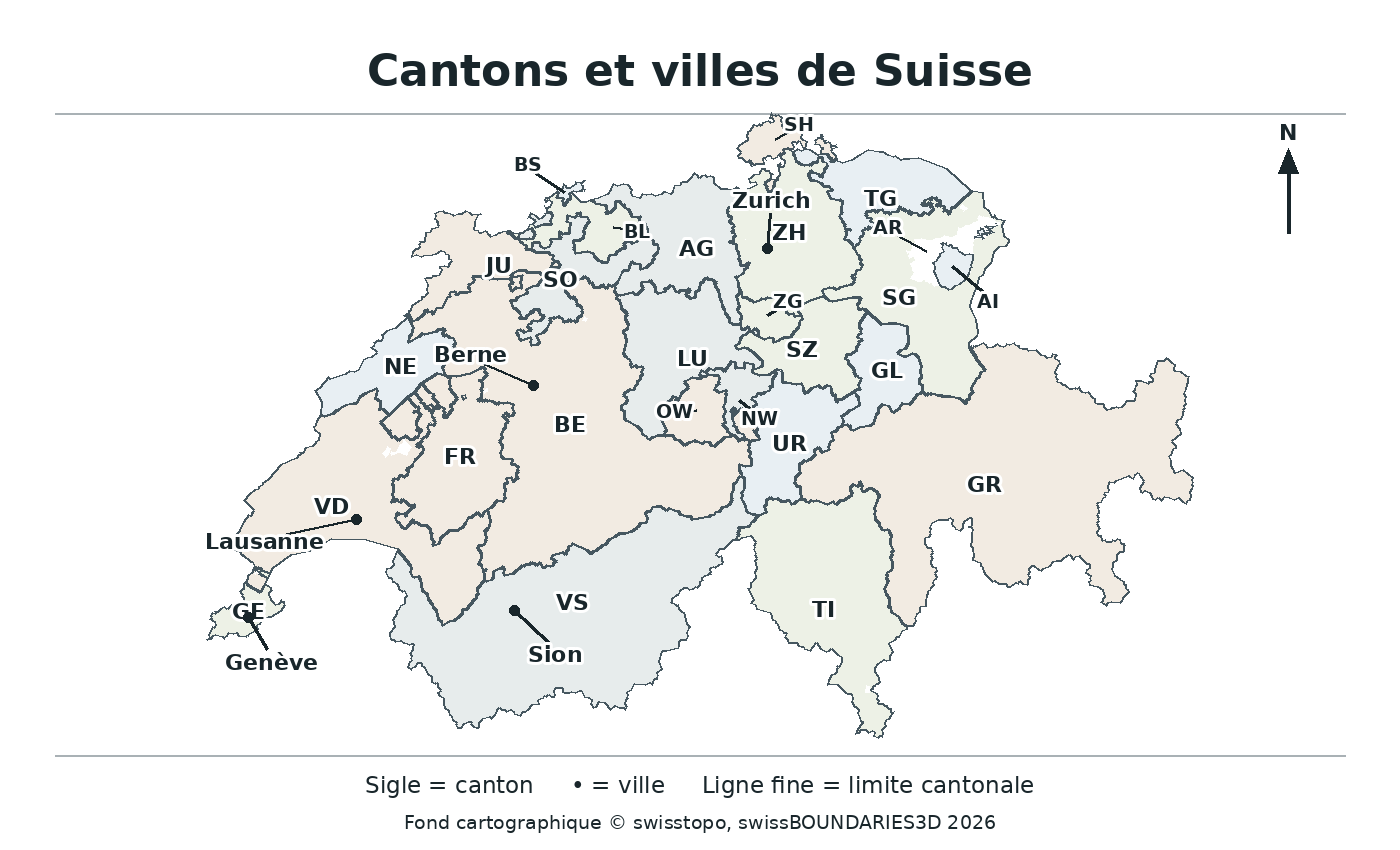 Cantons et villes de Suisse
SH
N
BS
Zurich
TG
AR
BL
ZH
AG
JU
SO
SG
ZG
AI
SZ
Berne
LU
NE
GL
OW
NW
BE
UR
FR
GR
VD
Lausanne
VS
TI
GE
Sion
Genève
Sigle = canton • = ville Ligne fine = limite cantonale
Fond cartographique © swisstopo, swissBOUNDARIES3D 2026